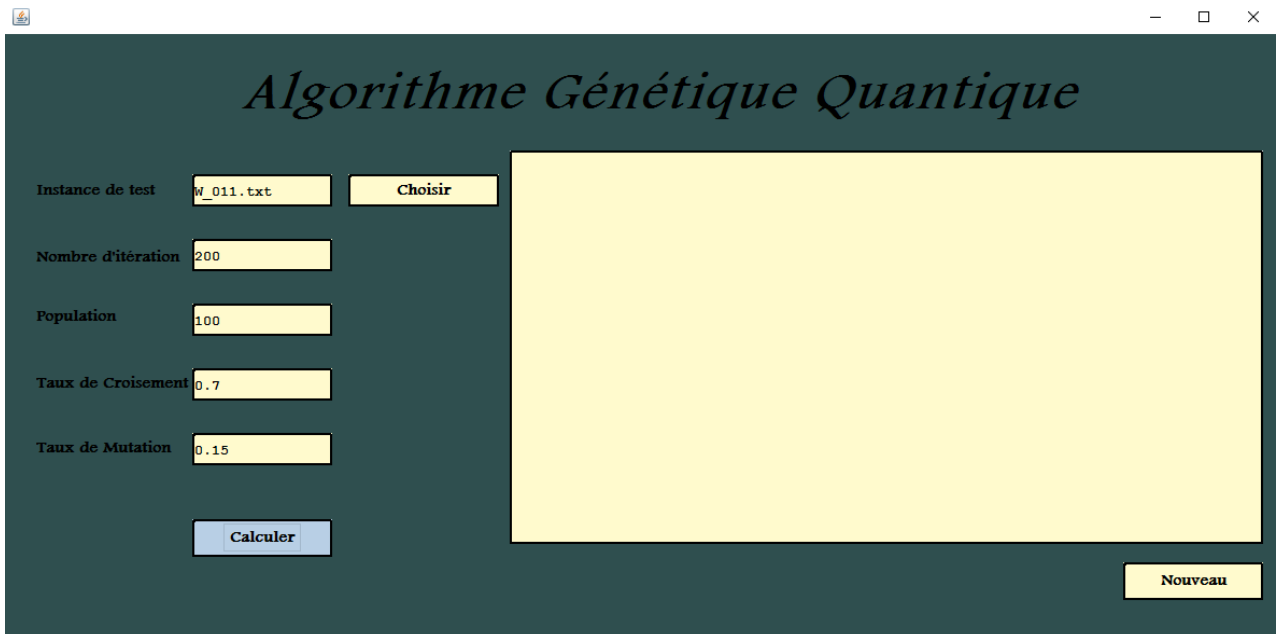 Algorithme Génétique Quantique
Instance de test W_011.txt Choisir
Nombre d'itération 200
Population 100
Taux de Croisement 0.7
Taux de Mutation 0.15
Calculer
Nouveau